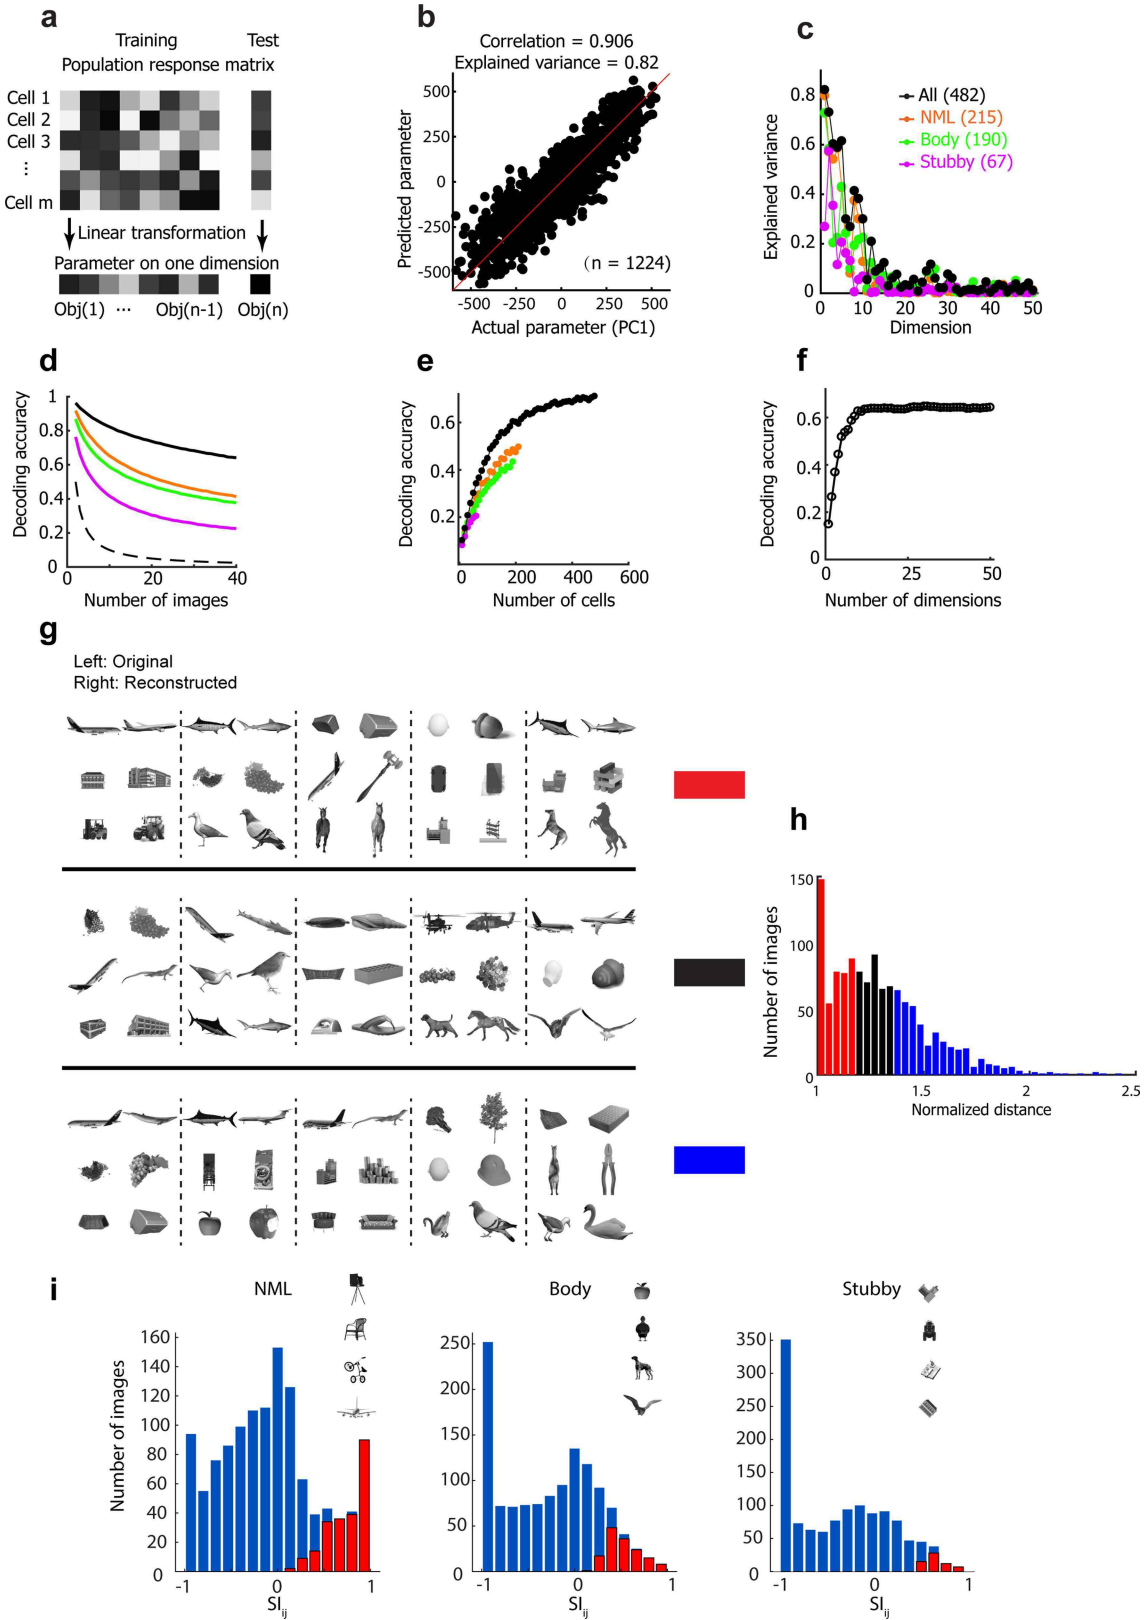 a
Training Test
Population response matrix
Cell 1
Cell 2
Cell 3
...
Cell m
Linear transformation
Parameter on one dimension
Obj(1) ... Obj(n-1) Obj(n)
b
Correlation = 0.906
Explained variance = 0.82
Predicted parameter
500
250
0
-250
-500
(n = 1224)
-500 -250 0 250 500
Actual parameter (PC1)
c
Explained variance
0.8
0.6
0.4
0.2
0
All (482)
NML (215)
Body (190)
Stubby (67)
0 10 20 30 40 50
Dimension
d
Decoding accuracy
1
0.8
0.6
0.4
0.2
0
0 20 40
Number of images
e
Decoding accuracy
0.6
0.4
0.2
0 200 400 600
Number of cells
f
Decoding accuracy
0.6
0.4
0.2
0
0 25 50
Number of dimensions
g
Left: Original
Right: Reconstructed
h
Number of images
150
100
50
0
1 1.5 2 2.5
Normalized distance
i
NML
Number of images
160
140
120
100
80
60
40
20
0
-1 0 1
SIij
Body
250
200
150
100
50
0
-1 0 1
SIij
Stubby
350
300
250
200
150
100
50
0
-1 0 1
SIij